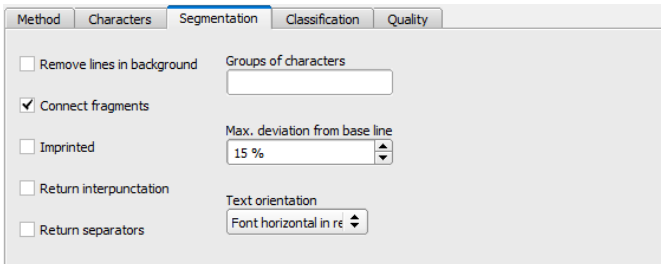 Method Characters Segmentation Classification Quality
Remove lines in background
Connect fragments
Imprinted
Return interpunctation
Return separators
Groups of characters
Max. deviation from base line
15 %
Text orientation
Font horizontal in re